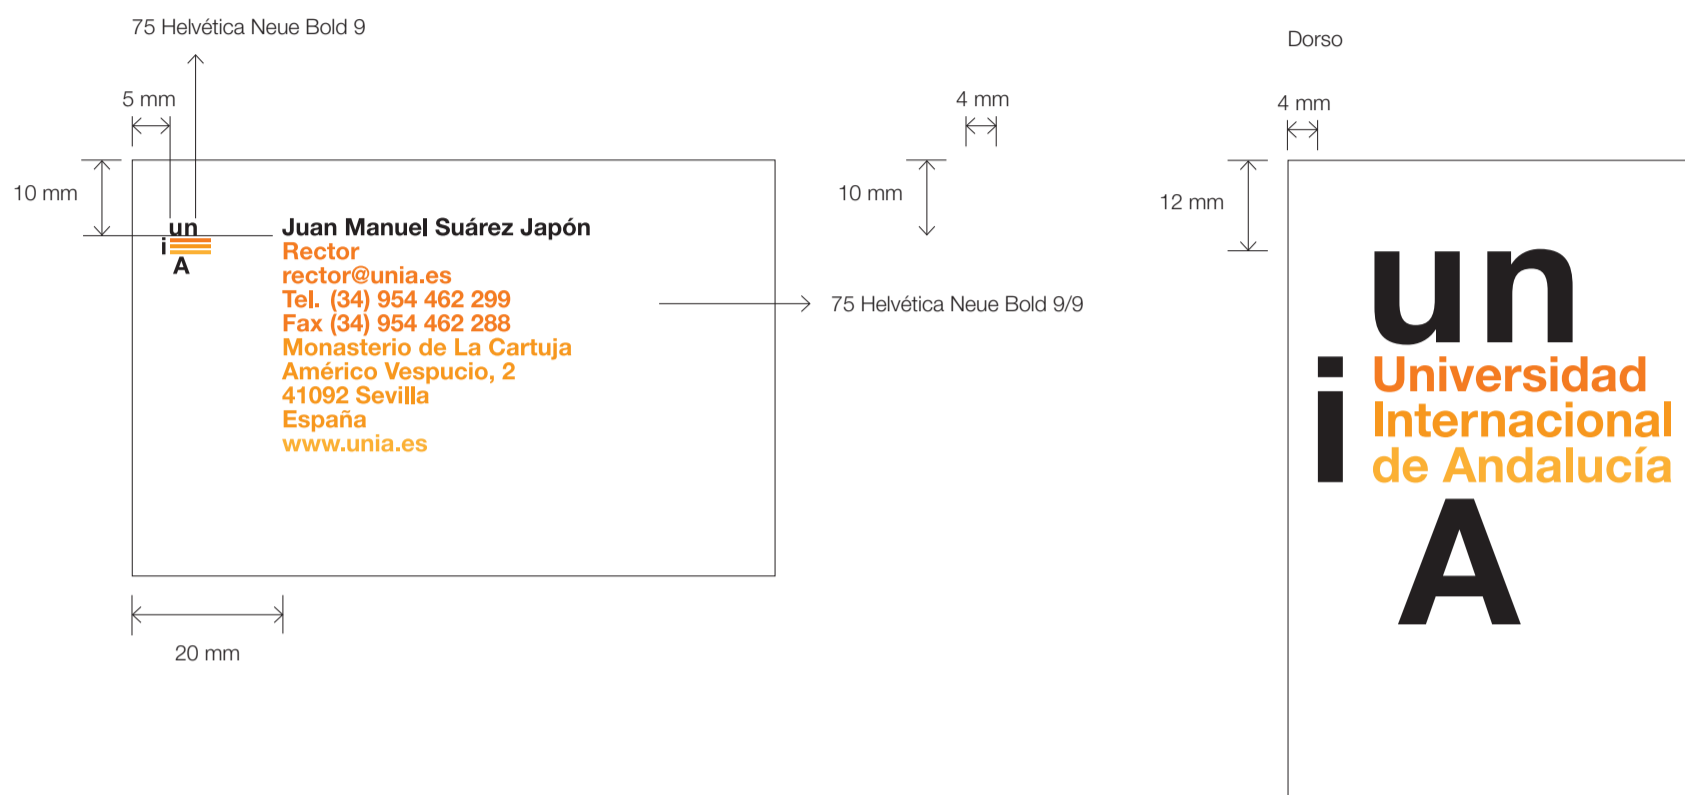 75 Helvética Neue Bold 9
Dorso
5 mm
4 mm
4 mm
10 mm
10 mm
12 mm
un
i
A
Juan Manuel Suárez Japón
Rector
rector@unia.es
Tel. (34) 954 462 299
Fax (34) 954 462 288
Monasterio de La Cartuja
Américo Vespucio, 2
41092 Sevilla
España
www.unia.es
75 Helvética Neue Bold 9/9
20 mm
un
i
Universidad
Internacional
de Andalucía
A